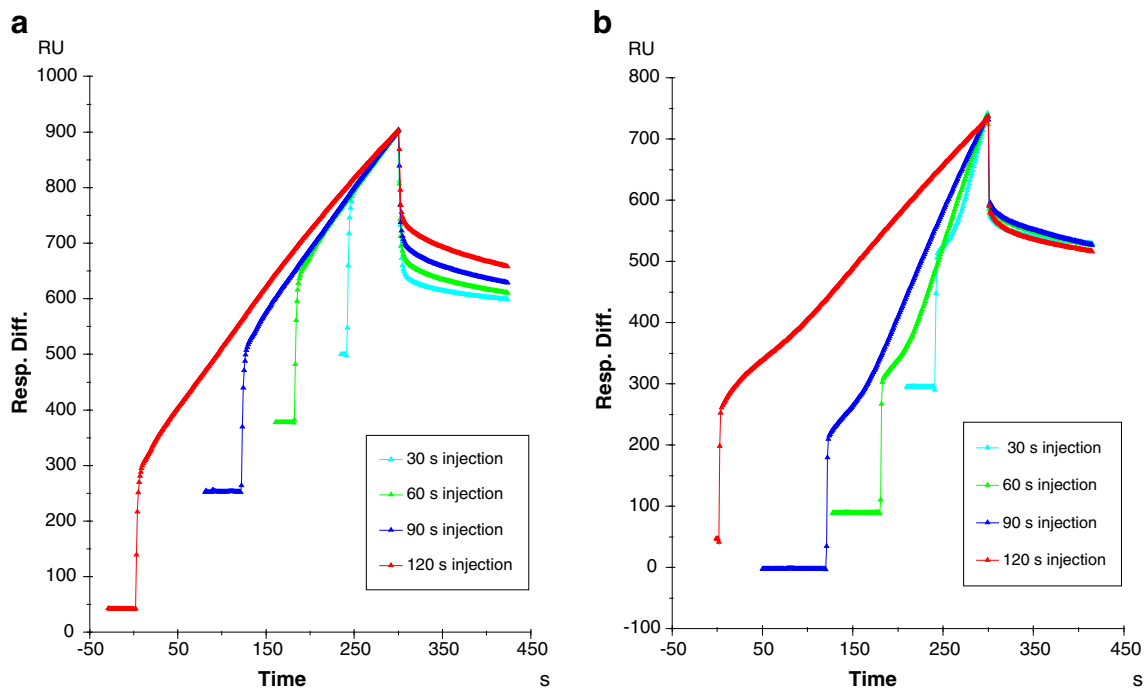 a
RU
Resp. Diff.
1000
900
800
700
600
500
400
300
200
100
0
-50
50
150
250
350
450
Time
s
30 s injection
60 s injection
90 s injection
120 s injection
b
RU
Resp. Diff.
800
700
600
500
400
300
200
100
0
-100
-50
50
150
250
350
450
Time
s
30 s injection
60 s injection
90 s injection
120 s injection